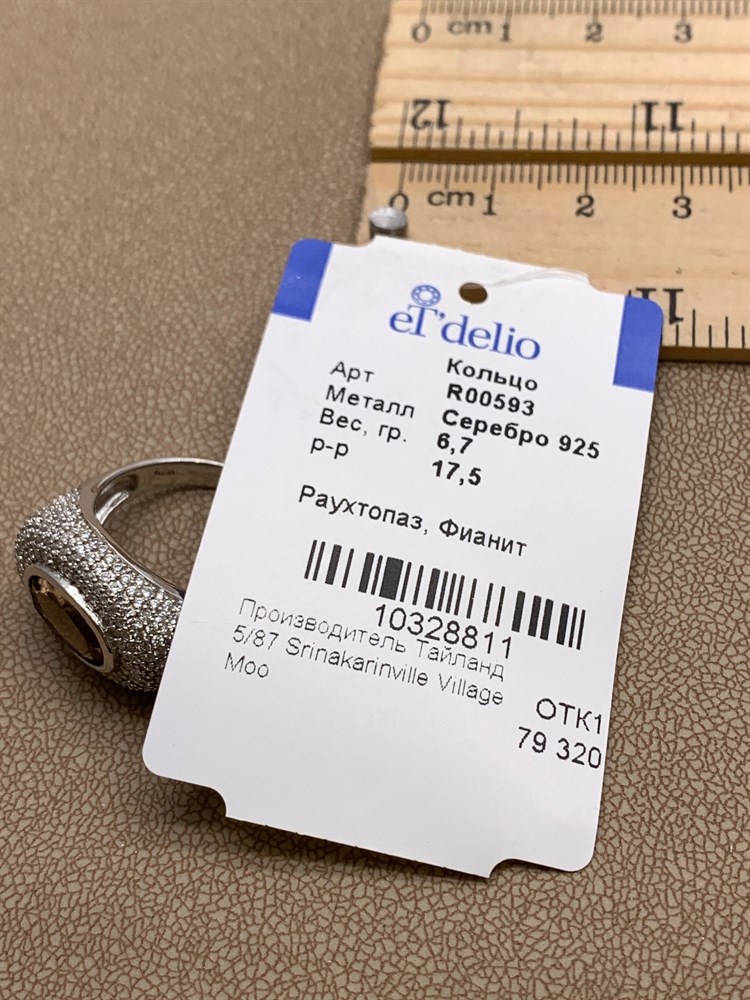 0 cm 1 2 3
12 11
0 cm 1 2 3
11
eT'delio
Кольцо
Арт R00593
Металл Серебро 925
Вес, гр. 6,7
р-р 17,5
Раухтопаз, Фианит
10328811
Производитель Тайланд
5/87 Srinakarinville Village
Moo
ОТК1
79 320